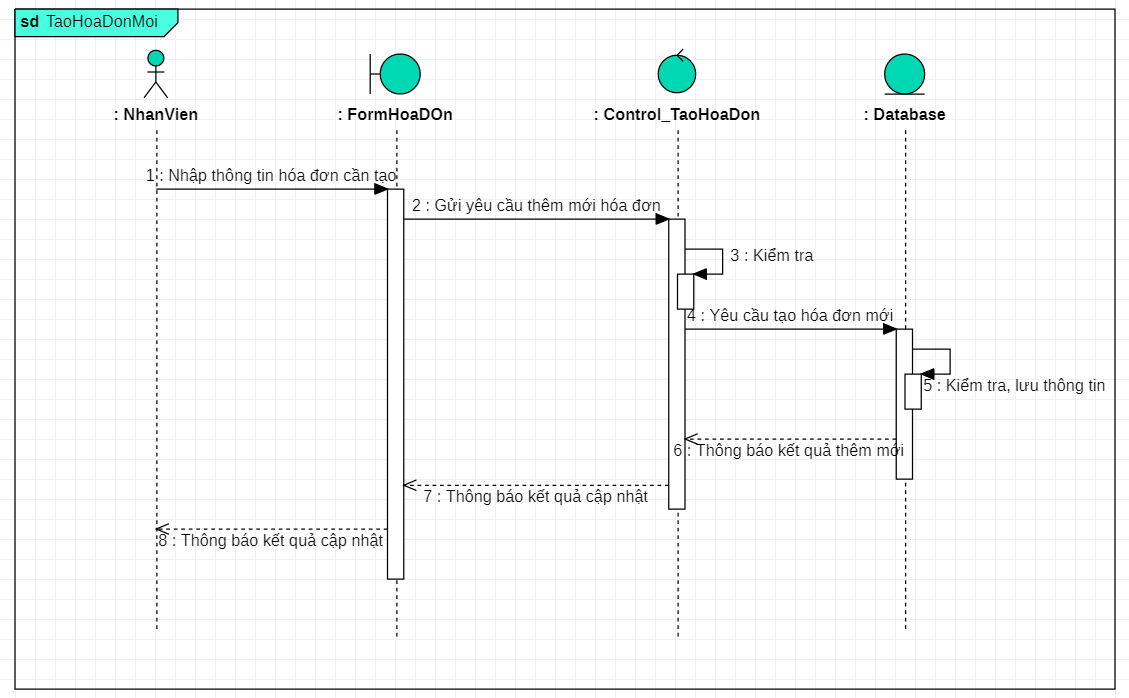 sd TaoHoaDonMoi
: NhanVien
: FormHoaDOn
: Control_TaoHoaDon
: Database
1 : Nhập thông tin hóa đơn cần tạo
2 : Gửi yêu cầu thêm mới hóa đơn
3 : Kiểm tra
4 : Yêu cầu tạo hóa đơn mới
5 : Kiểm tra, lưu thông tin
6 : Thông báo kết quả thêm mới
7 : Thông báo kết quả cập nhật
8 : Thông báo kết quả cập nhật